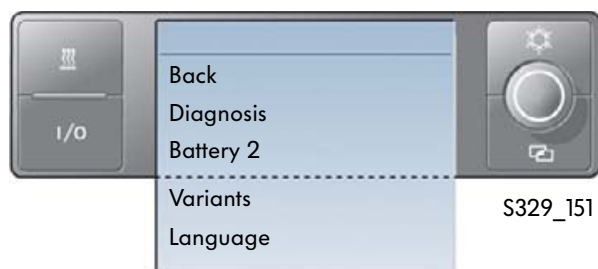 Back
Diagnosis
Battery 2
Variants
Language
I/O
S329_151